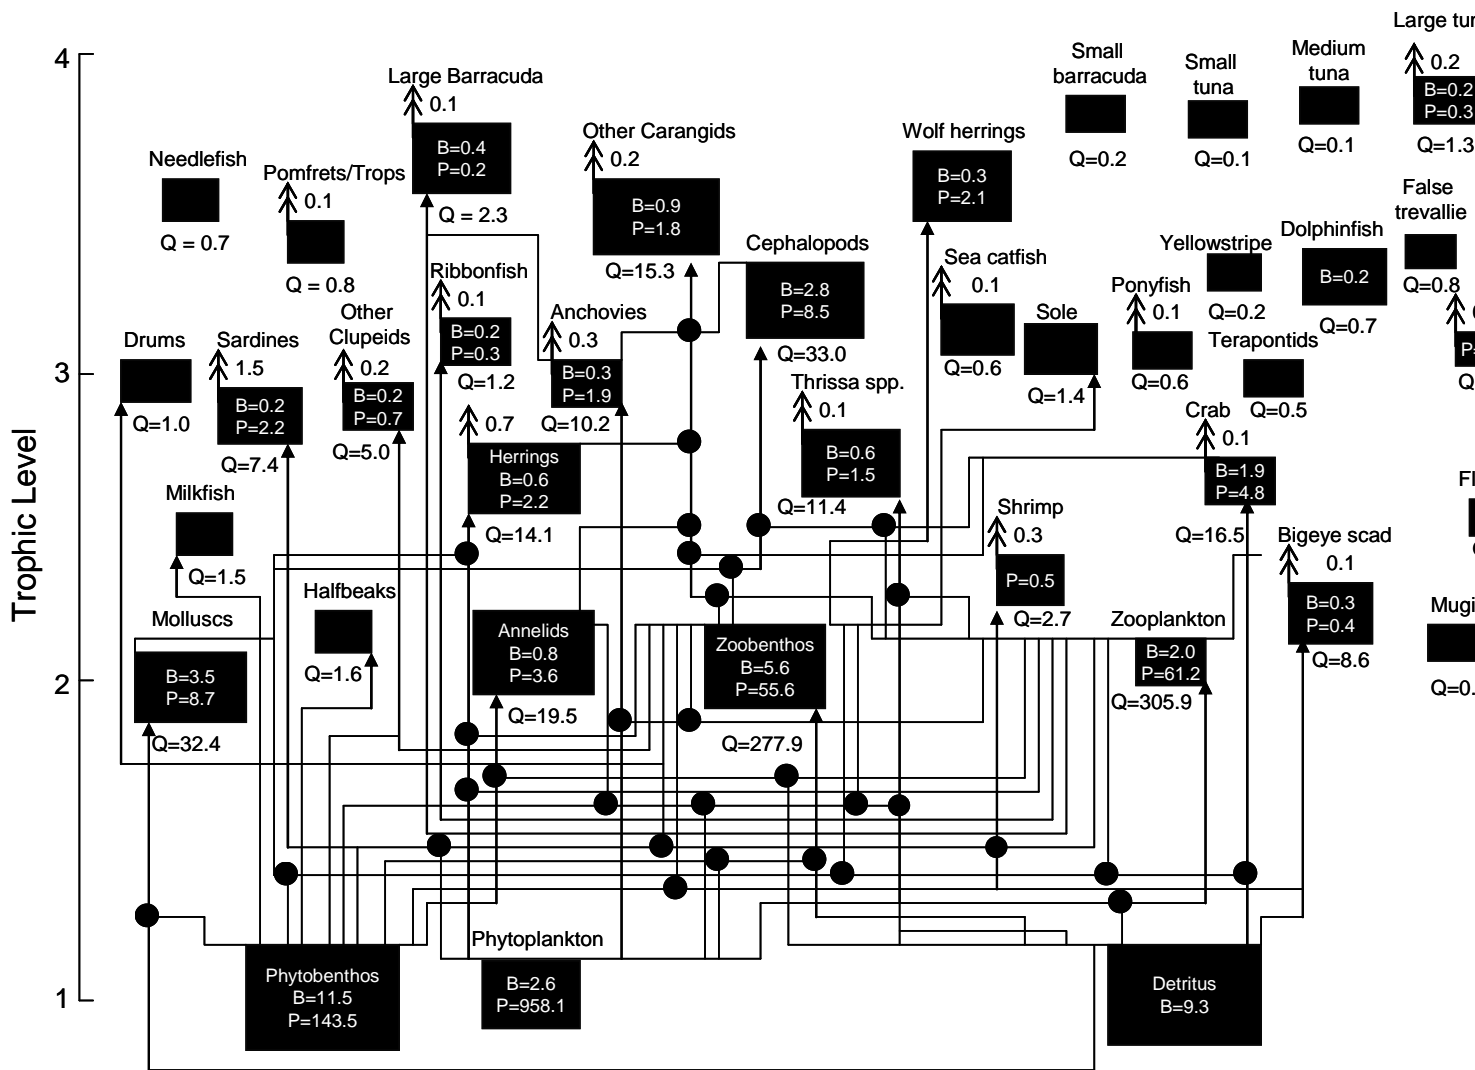 4
3
2
1
Trophic Level
Large Barracuda
0.1
B=0.4
P=0.2
Q = 2.3
Needlefish
Q = 0.7
Pomfrets/Trops
0.1
Q = 0.8
Other Carangids
0.2
B=0.9
P=1.8
Q=15.3
Cephalopods
B=2.8
P=8.5
Q=33.0
Wolf herrings
B=0.3
P=2.1
Small
barracuda
Q=0.2
Small
tuna
Q=0.1
Medium
tuna
Q=0.1
0.2
B=0.2
P=0.3
Q=1.3
False
trevallie
Q=0.8
Dolphinfish
B=0.2
Q=0.7
Yellowstripe
Q=0.2
Sea catfish
0.1
Q=0.6
Sole
Q=1.4
Ponyfish
0.1
Q=0.6
Terapontids
Q=0.5
Drums
Q=1.0
Sardines
1.5
B=0.2
P=2.2
Q=7.4
Other
Clupeids
0.2
B=0.2
P=0.7
Q=5.0
Ribbonfish
0.1
B=0.2
P=0.3
Q=1.2
Anchovies
0.3
B=0.3
P=1.9
Q=10.2
Thrissa spp.
0.1
B=0.6
P=1.5
Q=11.4
0.7
Herrings
B=0.6
P=2.2
Q=14.1
Crab
0.1
B=1.9
P=4.8
Q=16.5
Milkfish
Q=1.5
Halfbeaks
Q=1.6
Shrimp
0.3
P=0.5
Q=2.7
Bigeye scad
0.1
B=0.3
P=0.4
Q=8.6
Molluscs
B=3.5
P=8.7
Q=32.4
Annelids
B=0.8
P=3.6
Q=19.5
Zoobenthos
B=5.6
P=55.6
Q=277.9
Zooplankton
B=2.0
P=61.2
Q=305.9
Phytobenthos
B=11.5
P=143.5
Phytoplankton
B=2.6
P=958.1
Detritus
B=9.3
Large